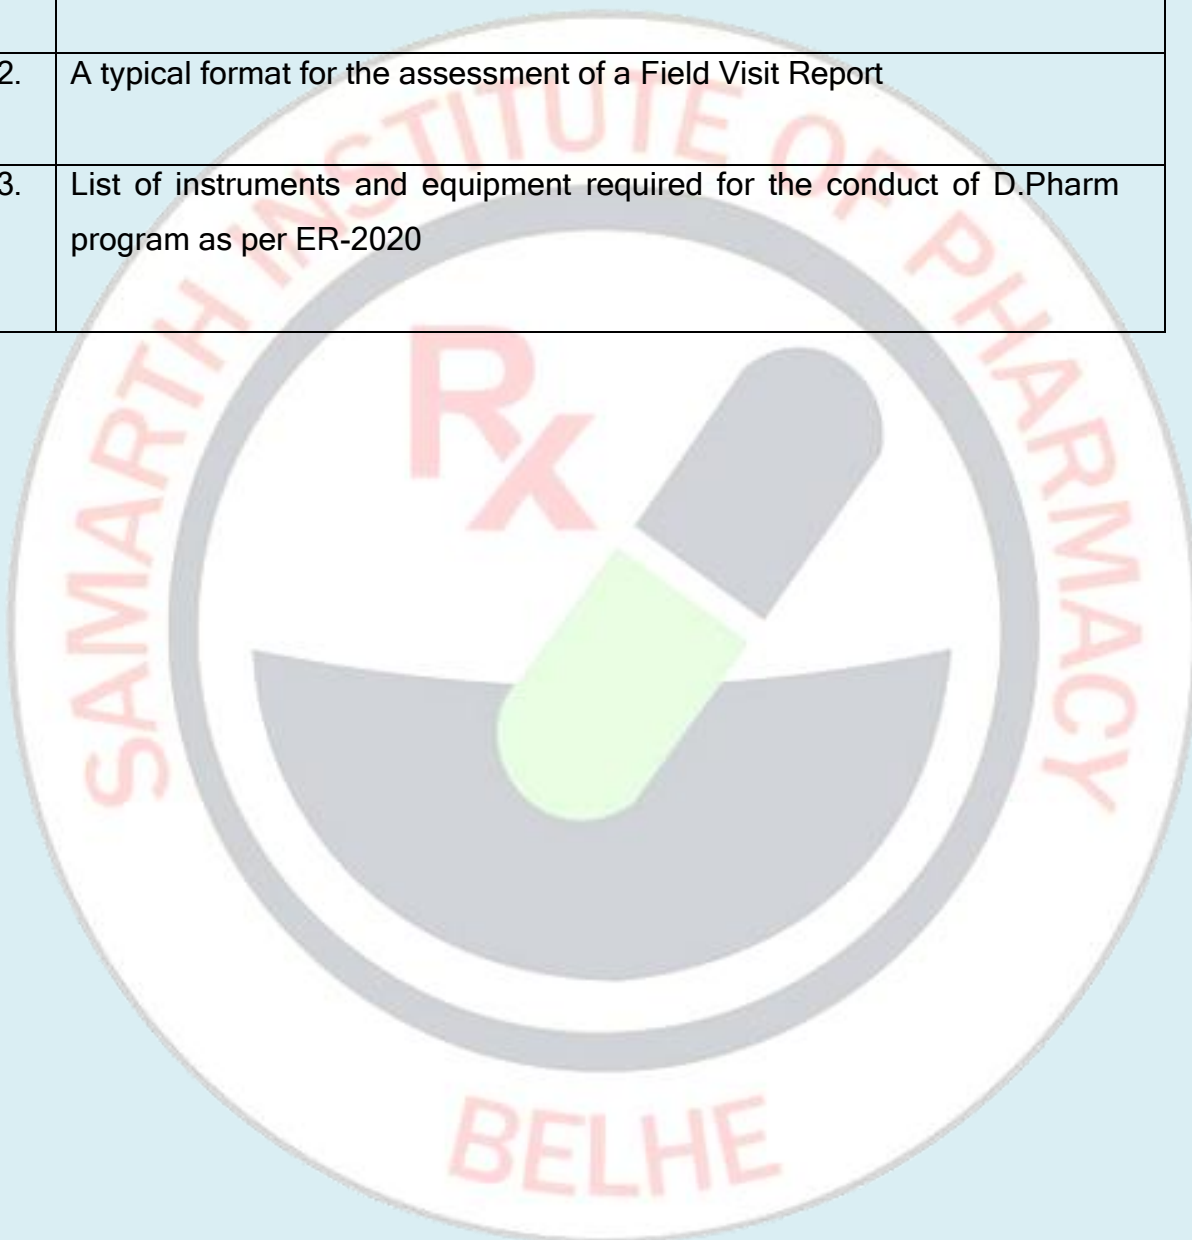 2. A typical format for the assessment of a Field Visit Report
3. List of instruments and equipment required for the conduct of D.Pharm
program as per ER-2020
SAMARTH INSTITUTE OF PHARMACY
Rx
BELHE